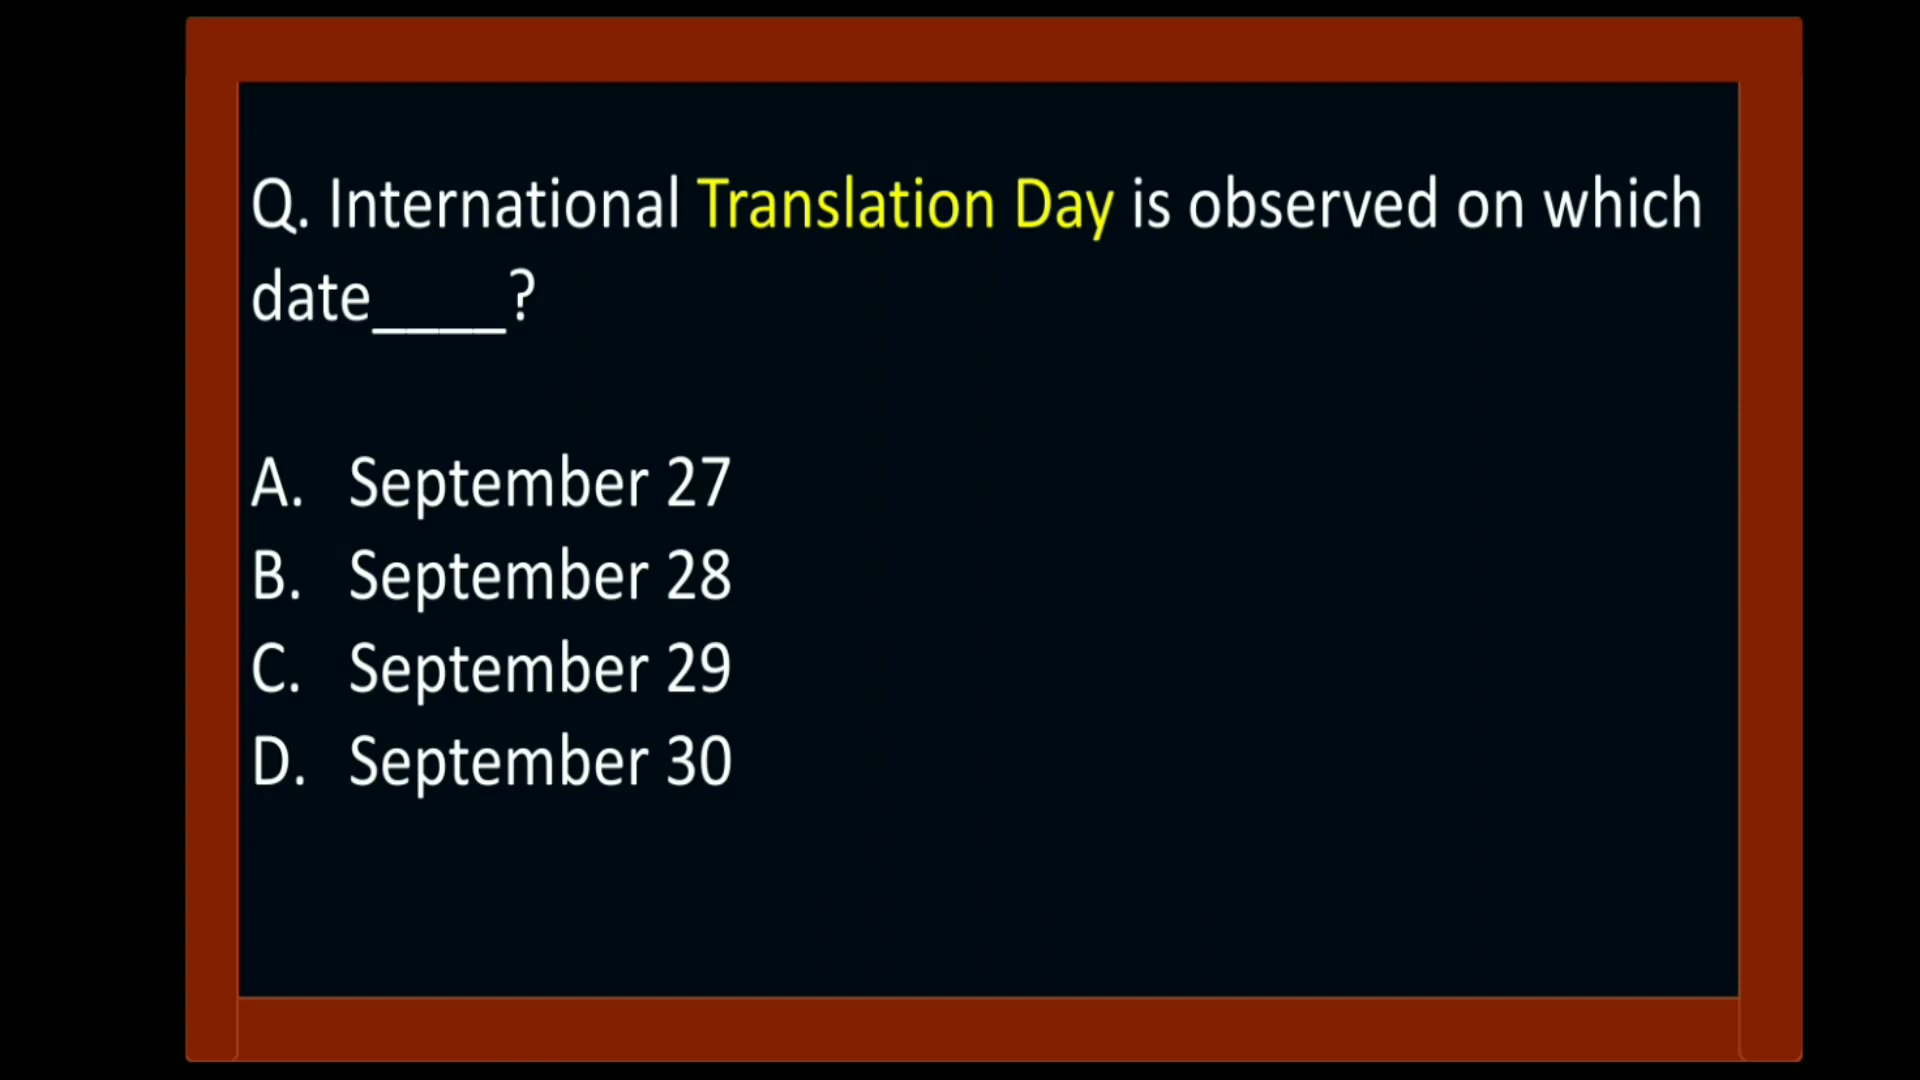 Q. International Translation Day is observed on which
date____?
A. September 27
B. September 28
C. September 29
D. September 30